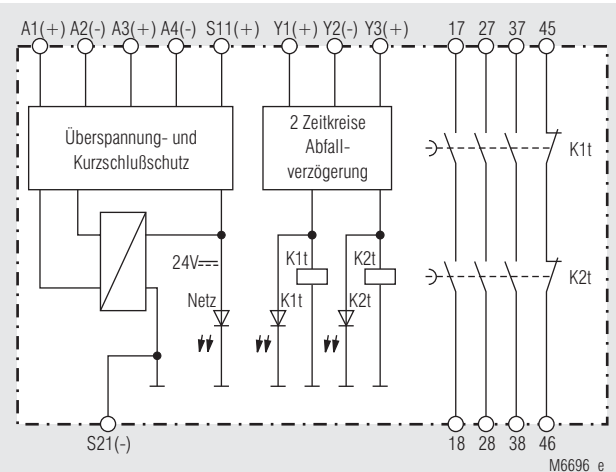 A1(+) A2(-) A3(+) A4(-) S11(+) Y1(+) Y2(-) Y3(+) 17 27 37 45
Überspannung- und
Kurzschlußschutz
2 Zeitkreise
Abfall-
verzögerung
K1t
24V
K1t K2t
Netz K1t K2t
K2t
S21(-) 18 28 38 46
M6696_e